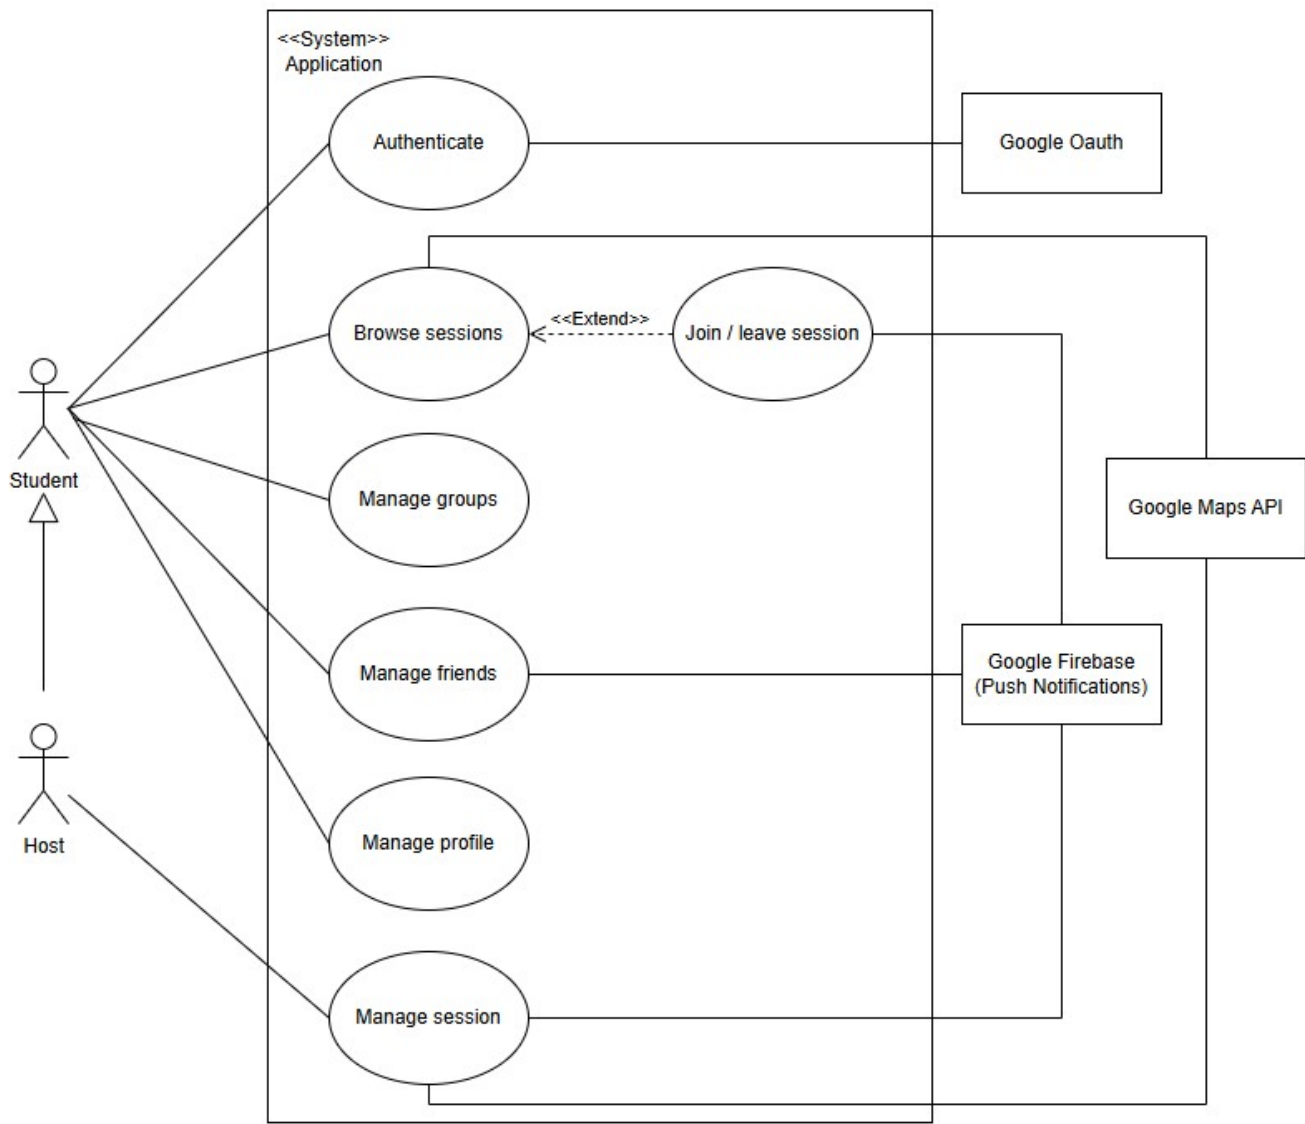 <<System>>
Application
Authenticate
Google Oauth
Browse sessions
<<Extend>>
Join / leave session
Student
Manage groups
Google Maps API
Manage friends
Google Firebase
(Push Notifications)
Host
Manage profile
Manage session